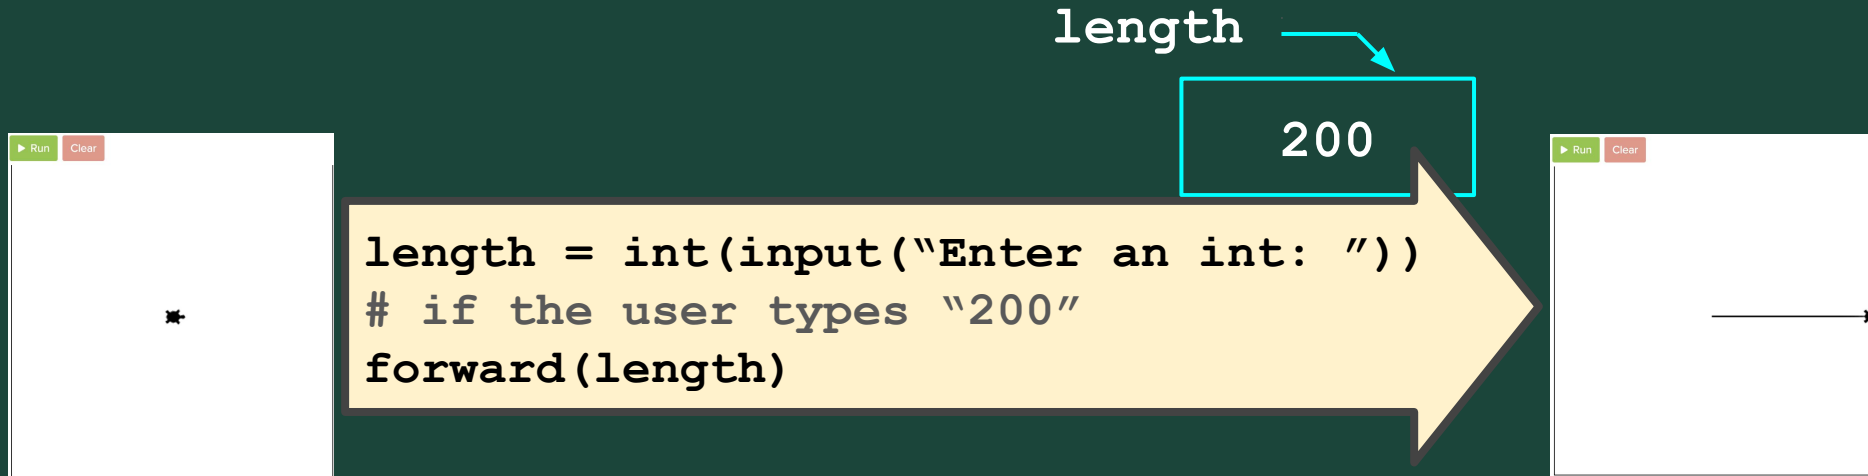 length
200
▶ Run Clear
length = int(input(“Enter an int: ”))
# if the user types “200”
forward(length)
▶ Run Clear